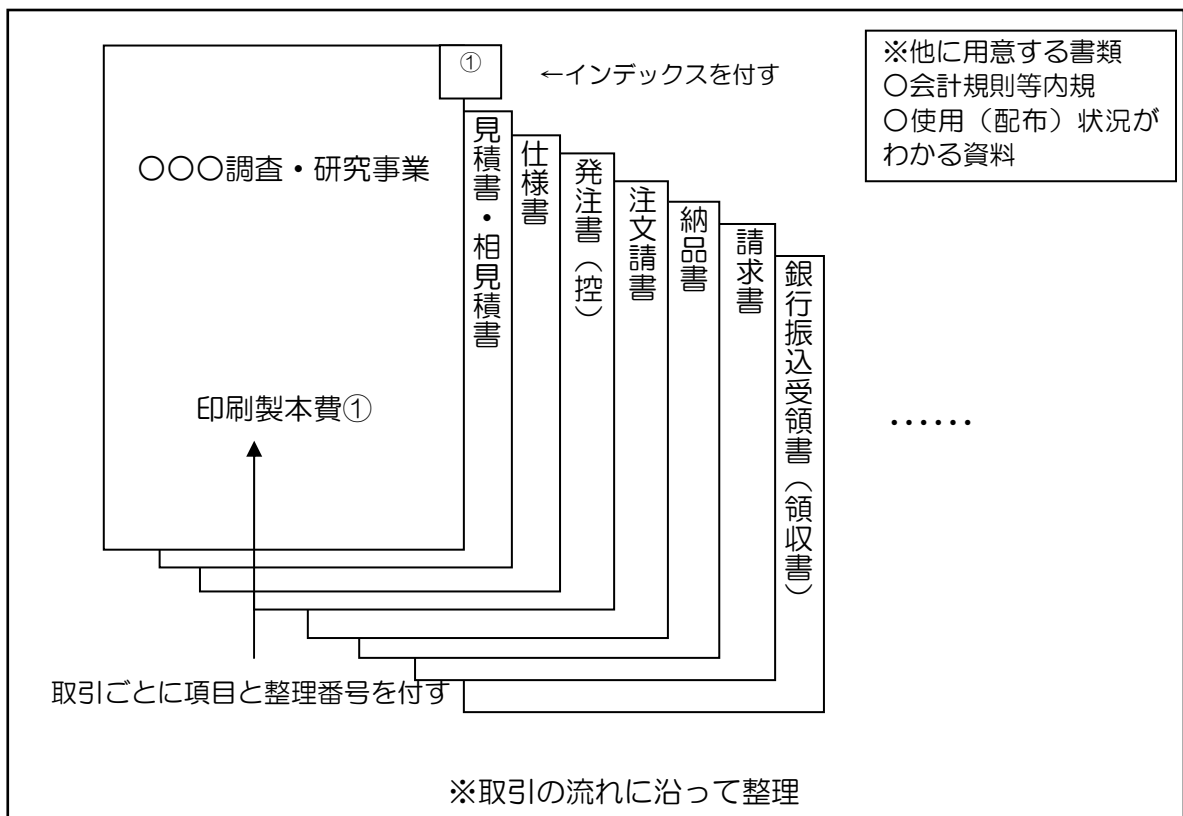 ①
←インデックスを付す
※他に用意する書類
〇会計規則等内規
〇使用（配布）状況が
わかる資料
〇〇〇調査・研究事業
印刷製本費①
見積書・相見積書
仕様書
発注書（控）
注文請書
納品書
請求書
銀行振込受領書（領収書）
‥‥‥
取引ごとに項目と整理番号を付す
※取引の流れに沿って整理